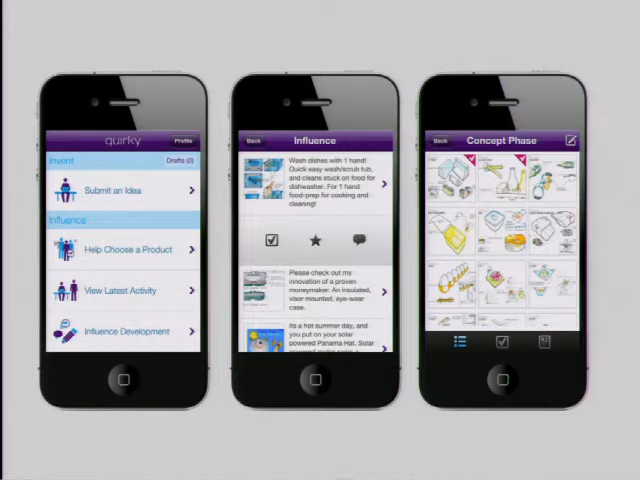 quirky
Profile
Invent
Drafts (0)
Submit an Idea
Influence
Help Choose a Product
View Latest Activity
Influence Development
Back
Influence
Wash dishes with 1 hand!
Quick easy wash/scrub tub,
and cleans stuck on food for
dishwasher. For 1 hand
food-prep for cooking and
cleaning!
Please check out my
innovation of a proven
moneymaker: An insulated,
visor mounted, eye-wear
case.
Its a hot summer day, and
you put on your solar
powered Panama Hat. Solar
Back
Concept Phase